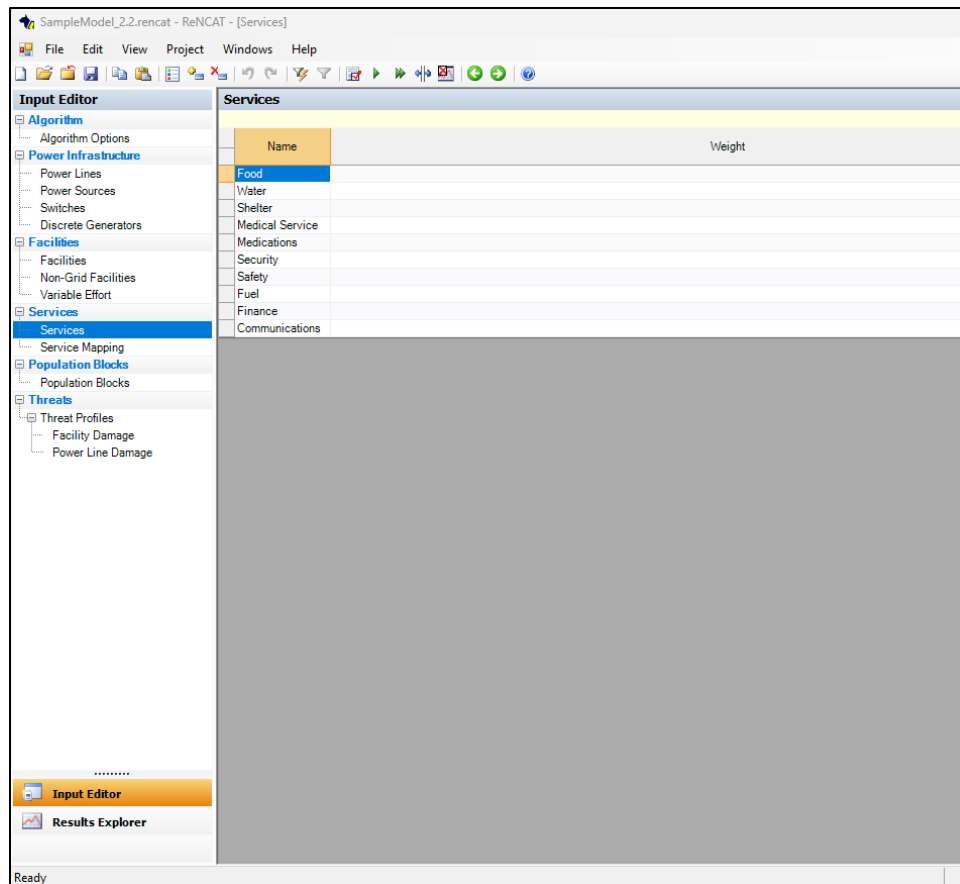 SampleModel_2.2.rencat - ReNCAT - [Services]
File Edit View Project Windows Help
Input Editor
Algorithm
Algorithm Options
Power Infrastructure
Power Lines
Power Sources
Switches
Discrete Generators
Facilities
Facilities
Non-Grid Facilities
Variable Effort
Services
Services
Service Mapping
Population Blocks
Population Blocks
Threats
Threat Profiles
Facility Damage
Power Line Damage
Input Editor
Results Explorer
Services
Name Weight
Food
Water
Shelter
Medical Service
Medications
Security
Safety
Fuel
Finance
Communications
Ready